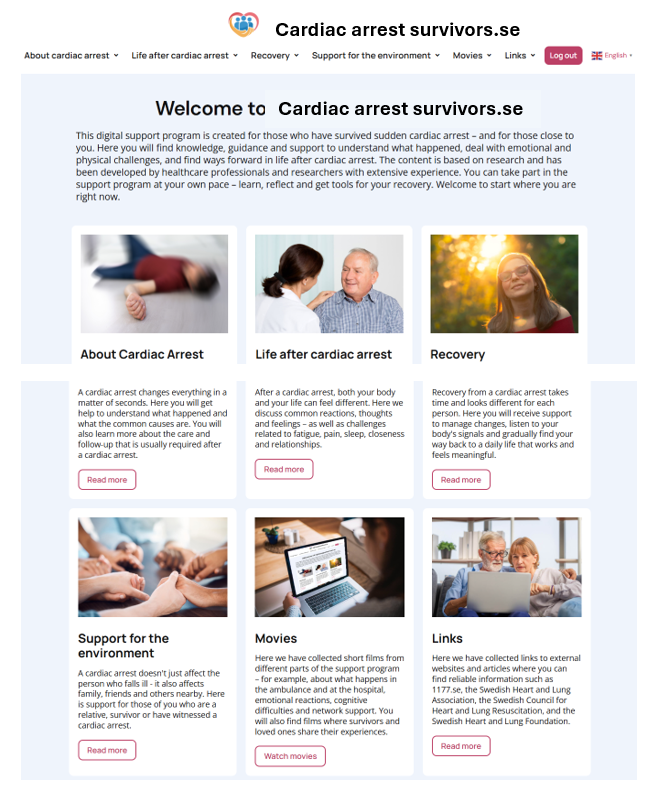 Cardiac arrest survivors.se
About cardiac arrest Life after cardiac arrest Recovery Support for the environment Movies Links Log out English
Welcome to Cardiac arrest survivors.se
This digital support program is created for those who have survived sudden cardiac arrest – and for those close to
you. Here you will find knowledge, guidance and support to understand what happened, deal with emotional and
physical challenges, and find ways forward in life after cardiac arrest. The content is based on research and has
been developed by healthcare professionals and researchers with extensive experience. You can take part in the
support program at your own pace – learn, reflect and get tools for your recovery. Welcome to start where you are
right now.
About Cardiac Arrest
A cardiac arrest changes everything in a
matter of seconds. Here you will get
help to understand what happened and
what the common causes are. You will
also learn more about the care and
follow-up that is usually required after
a cardiac arrest.
Read more
Life after cardiac arrest
After a cardiac arrest, both your body
and your life can feel different. Here we
discuss common reactions, thoughts
and feelings – as well as challenges
related to fatigue, pain, sleep, closeness
and relationships.
Read more
Recovery
Recovery from a cardiac arrest takes
time and looks different for each
person. Here you will receive support
to manage changes, listen to your
body's signals and gradually find your
way back to a daily life that works and
feels meaningful.
Read more
Support for the
environment
A cardiac arrest doesn't just affect the
person who falls ill - it also affects
family, friends and others nearby. Here
is support for those of you who are a
relative, survivor or have witnessed a
cardiac arrest.
Read more
Movies
Here we have collected short films from
different parts of the support program
– for example, about what happens in
the ambulance and at the hospital,
emotional reactions, cognitive
difficulties and network support. You
will also find films where survivors and
loved ones share their experiences.
Watch movies
Links
Here we have collected links to external
websites and articles where you can
find reliable information such as
1177.se, the Swedish Heart and Lung
Association, the Swedish Council for
Heart and Lung Resuscitation, and the
Swedish Heart and Lung Foundation.
Read more